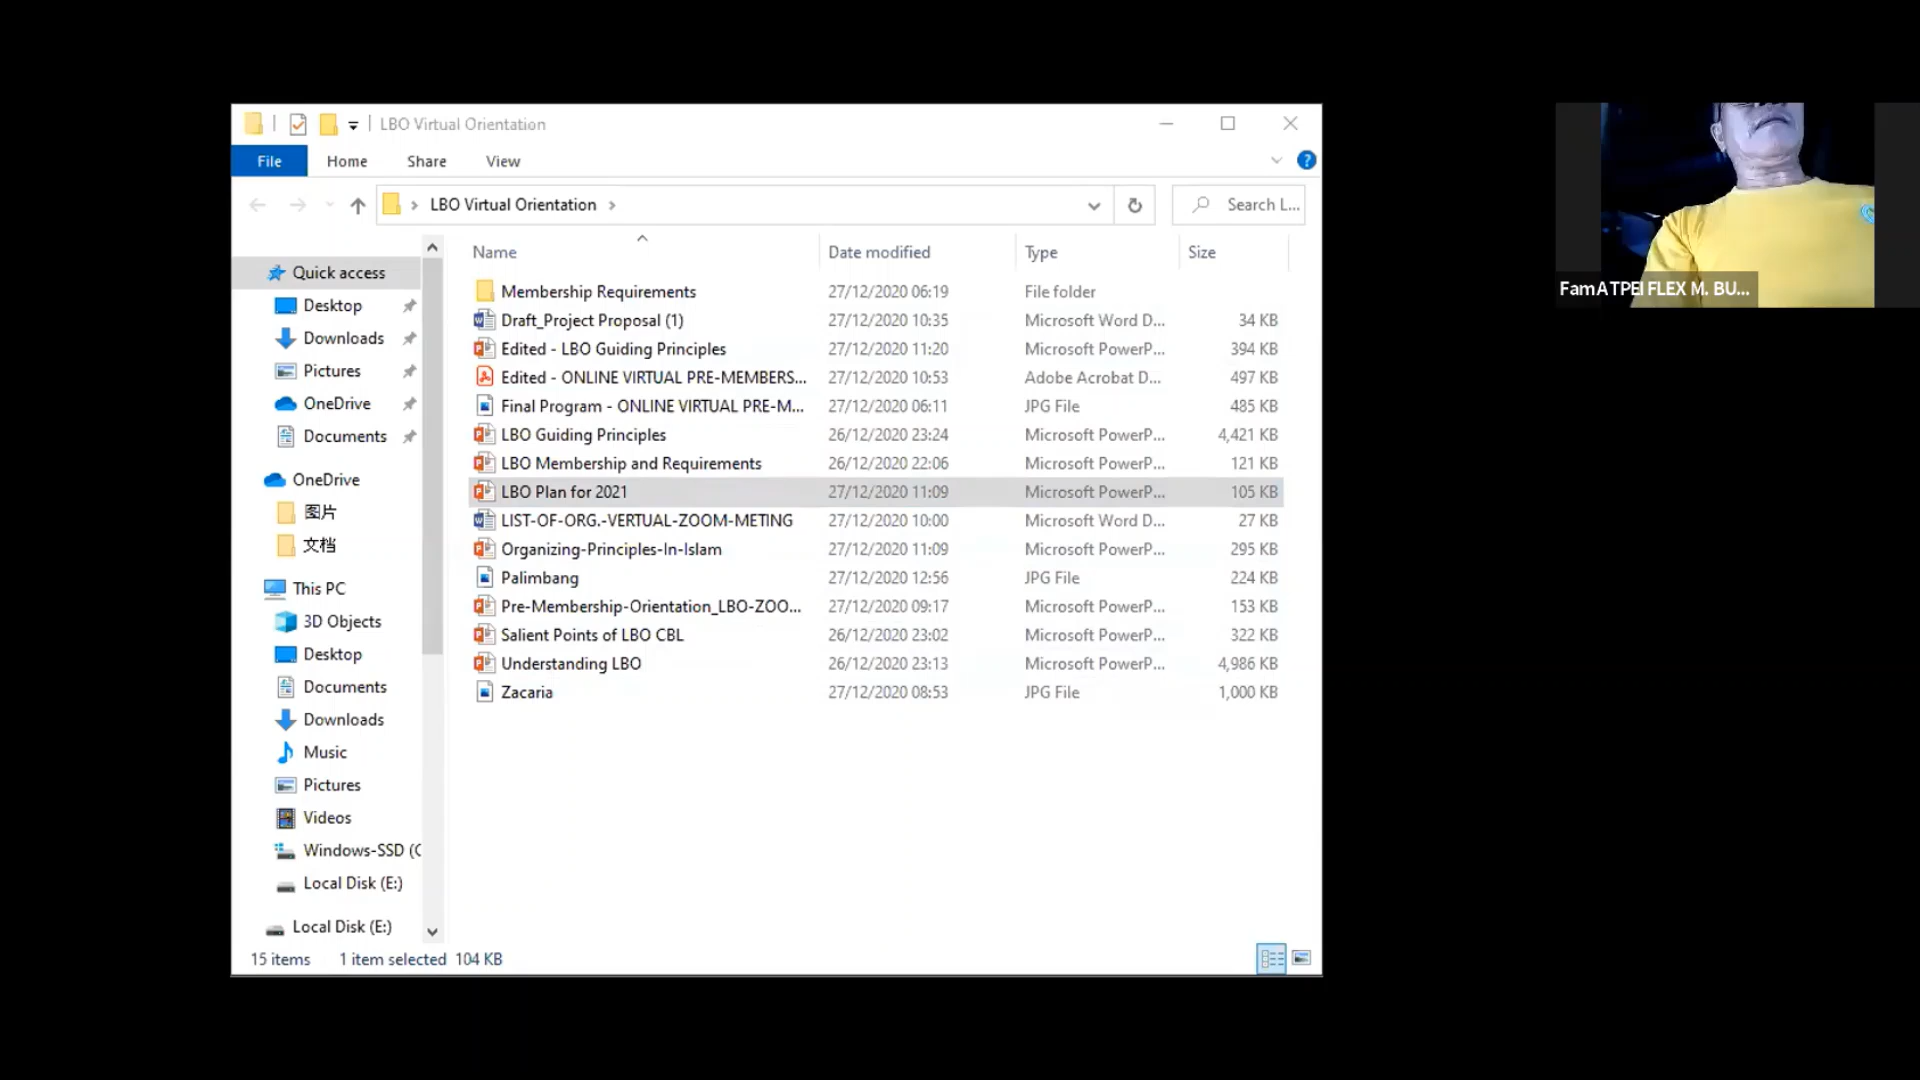 LBO Virtual Orientation
File Home Share View
LBO Virtual Orientation
Search L...
Name Date modified Type Size
Quick access
Desktop
Downloads
Pictures
OneDrive
Documents
OneDrive
图片
文档
This PC
3D Objects
Desktop
Documents
Downloads
Music
Pictures
Videos
Windows-SSD (C
Local Disk (E:)
Local Disk (E:)
Membership Requirements 27/12/2020 06:19 File folder
Draft_Project Proposal (1) 27/12/2020 10:35 Microsoft Word D... 34 KB
Edited - LBO Guiding Principles 27/12/2020 11:20 Microsoft PowerP... 394 KB
Edited - ONLINE VIRTUAL PRE-MEMBERS... 27/12/2020 10:53 Adobe Acrobat D... 497 KB
Final Program - ONLINE VIRTUAL PRE-M... 27/12/2020 06:11 JPG File 485 KB
LBO Guiding Principles 26/12/2020 23:24 Microsoft PowerP... 4,421 KB
LBO Membership and Requirements 26/12/2020 22:06 Microsoft PowerP... 121 KB
LBO Plan for 2021 27/12/2020 11:09 Microsoft PowerP... 105 KB
LIST-OF-ORG.-VERTUAL-ZOOM-METING 27/12/2020 10:00 Microsoft Word D... 27 KB
Organizing-Principles-In-Islam 27/12/2020 11:09 Microsoft PowerP... 295 KB
Palimbang 27/12/2020 12:56 JPG File 224 KB
Pre-Membership-Orientation_LBO-ZOO... 27/12/2020 09:17 Microsoft PowerP... 153 KB
Salient Points of LBO CBL 26/12/2020 23:02 Microsoft PowerP... 322 KB
Understanding LBO 26/12/2020 23:13 Microsoft PowerP... 4,986 KB
Zacaria 27/12/2020 08:53 JPG File 1,000 KB
15 items 1 item selected 104 KB
FamATPEI FLEX M. BU...